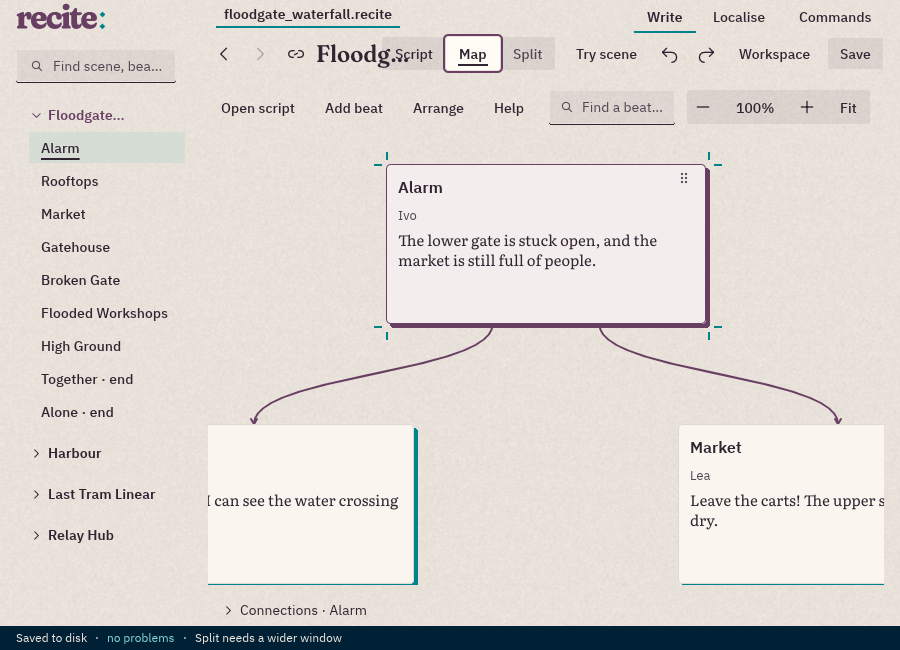 recite:
floodgate_waterfall.recite
Write
Localise
Commands
Find scene, bea...
Floodg...
Script
Map
Split
Try scene
Workspace
Save
Open script
Add beat
Arrange
Help
Find a beat...
100%
Fit
Floodgate...
Alarm
Rooftops
Market
Gatehouse
Broken Gate
Flooded Workshops
High Ground
Together · end
Alone · end
Harbour
Last Tram Linear
Relay Hub
Alarm
Ivo
The lower gate is stuck open, and the
market is still full of people.
I can see the water crossing
Market
Lea
Leave the carts! The upper s
dry.
Connections · Alarm
Saved to disk · no problems · Split needs a wider window